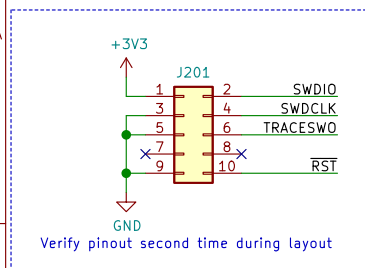 +3V3
J201
1 2 SWDIO
3 4 SWDCLK
5 6 TRACESWO
7 8
9 10 RST
GND
Verify pinout second time during layout